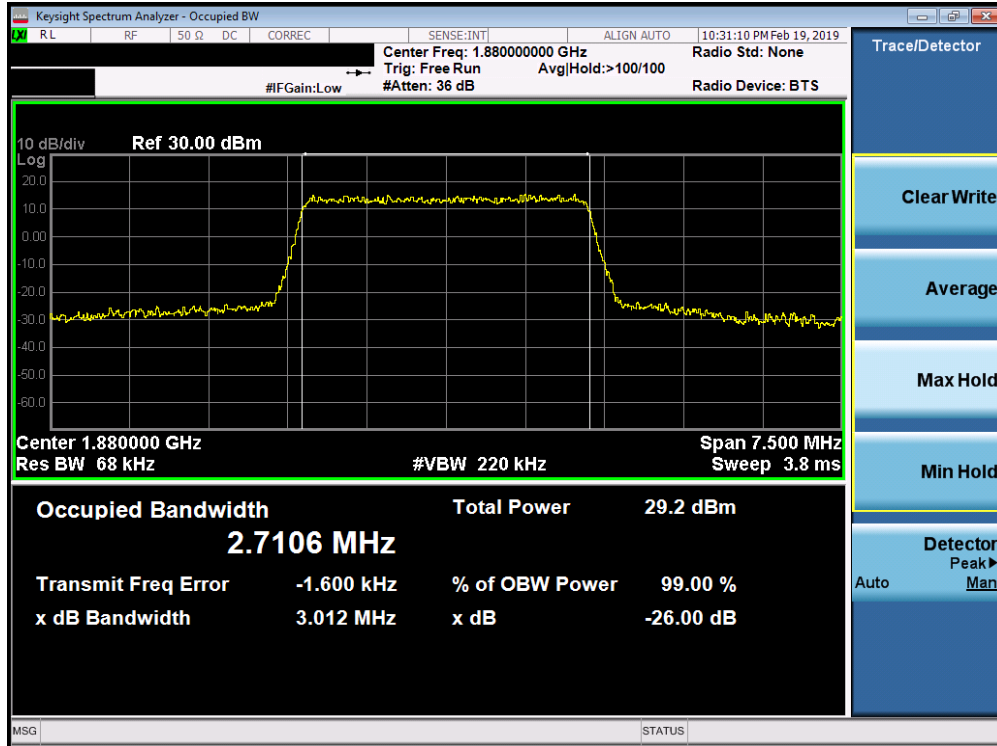 Keysight Spectrum Analyzer - Occupied BW
LXI RL RF 50 Ω DC CORREC SENSE:INT ALIGN AUTO 10:31:10 PM Feb 19, 2019
Center Freq: 1.880000000 GHz Radio Std: None
Trig: Free Run Avg|Hold:>100/100
#IFGain:Low #Atten: 36 dB Radio Device: BTS
10 dB/div Ref 30.00 dBm
Log
20.0
10.0
0.00
-10.0
-20.0
-30.0
-40.0
-50.0
-60.0
Center 1.880000 GHz Span 7.500 MHz
Res BW 68 kHz #VBW 220 kHz Sweep 3.8 ms
Occupied Bandwidth Total Power 29.2 dBm
2.7106 MHz
Transmit Freq Error -1.600 kHz % of OBW Power 99.00 %
x dB Bandwidth 3.012 MHz x dB -26.00 dB
MSG STATUS
Trace/Detector
Clear Write
Average
Max Hold
Min Hold
Detector
Peak▶
Auto Man